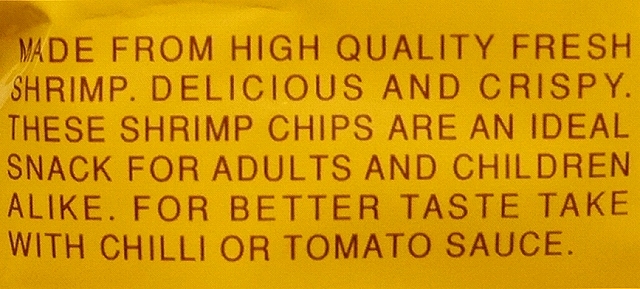 MADE FROM HIGH QUALITY FRESH
SHRIMP. DELICIOUS AND CRISPY.
THESE SHRIMP CHIPS ARE AN IDEAL
SNACK FOR ADULTS AND CHILDREN
ALIKE. FOR BETTER TASTE TAKE
WITH CHILLI OR TOMATO SAUCE.